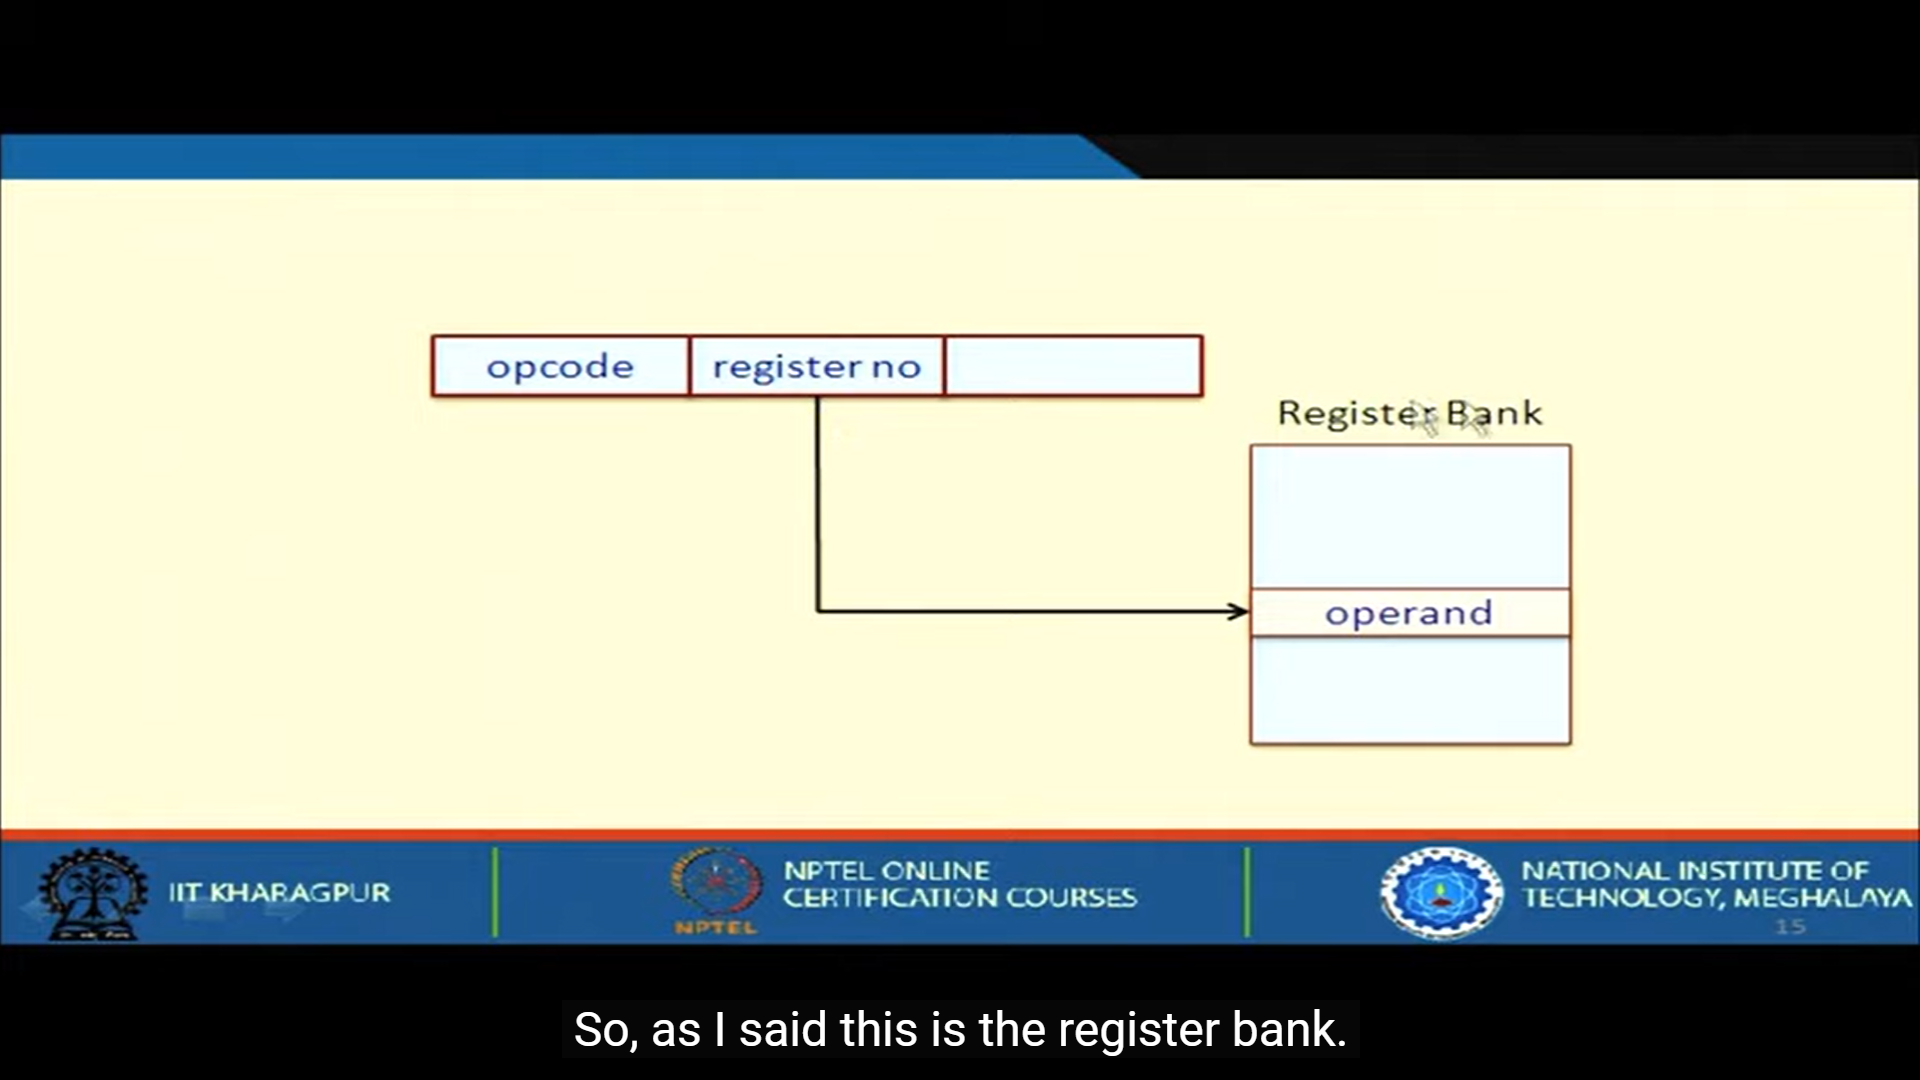 opcode
register no
Register Bank
operand
IIT KHARAGPUR
NPTEL
NPTEL ONLINE
CERTIFICATION COURSES
NATIONAL INSTITUTE OF
TECHNOLOGY, MEGHALAYA
15
So, as I said this is the register bank.